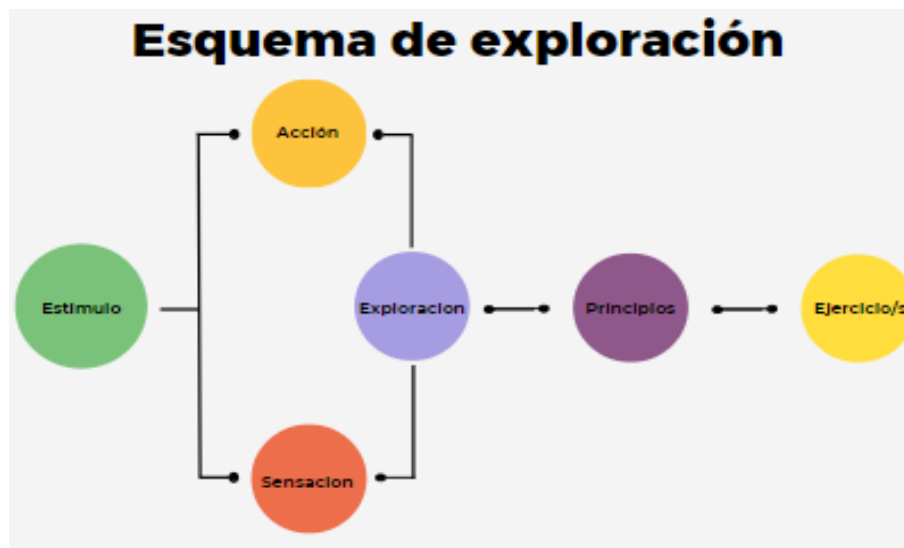 Esquema de exploración
Acción
Estimulo
Exploracion
Principios
Ejercicio/s
Sensacion